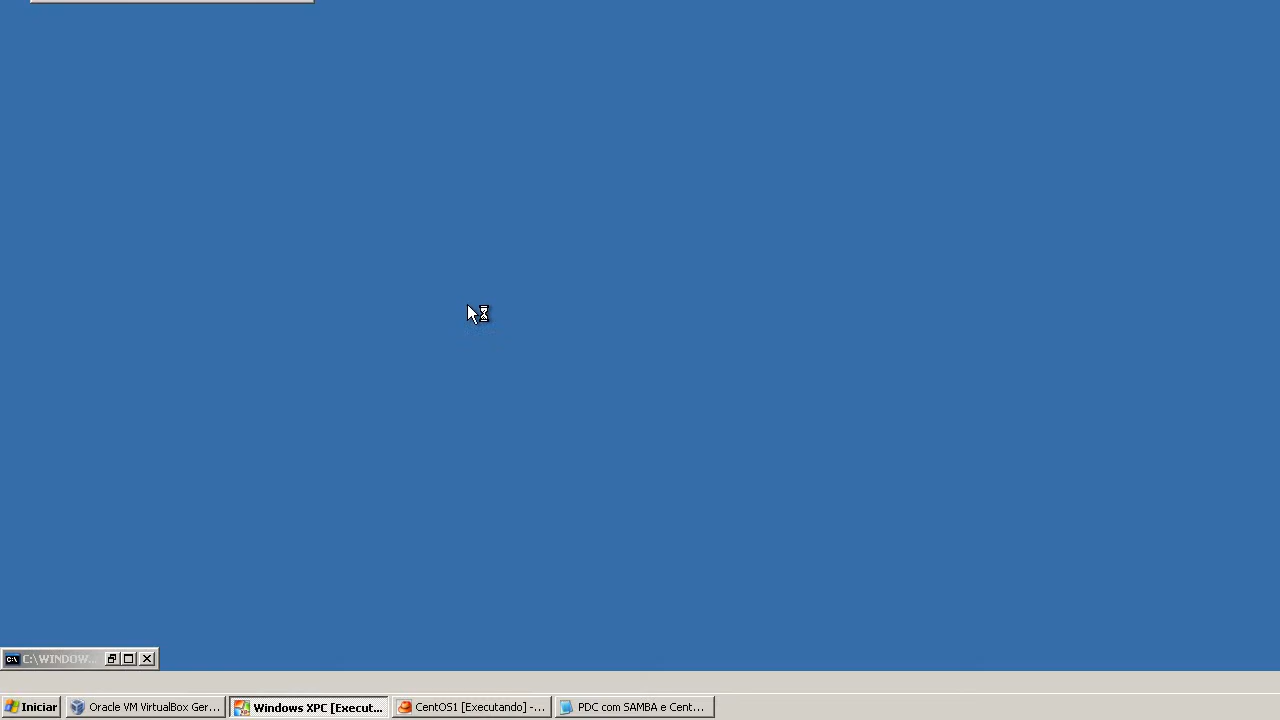 C:\WINDOW...
Iniciar
Oracle VM VirtualBox Ger...
Windows XPC [Execut...
CentOS1 [Executando] -...
PDC com SAMBA e Cent...